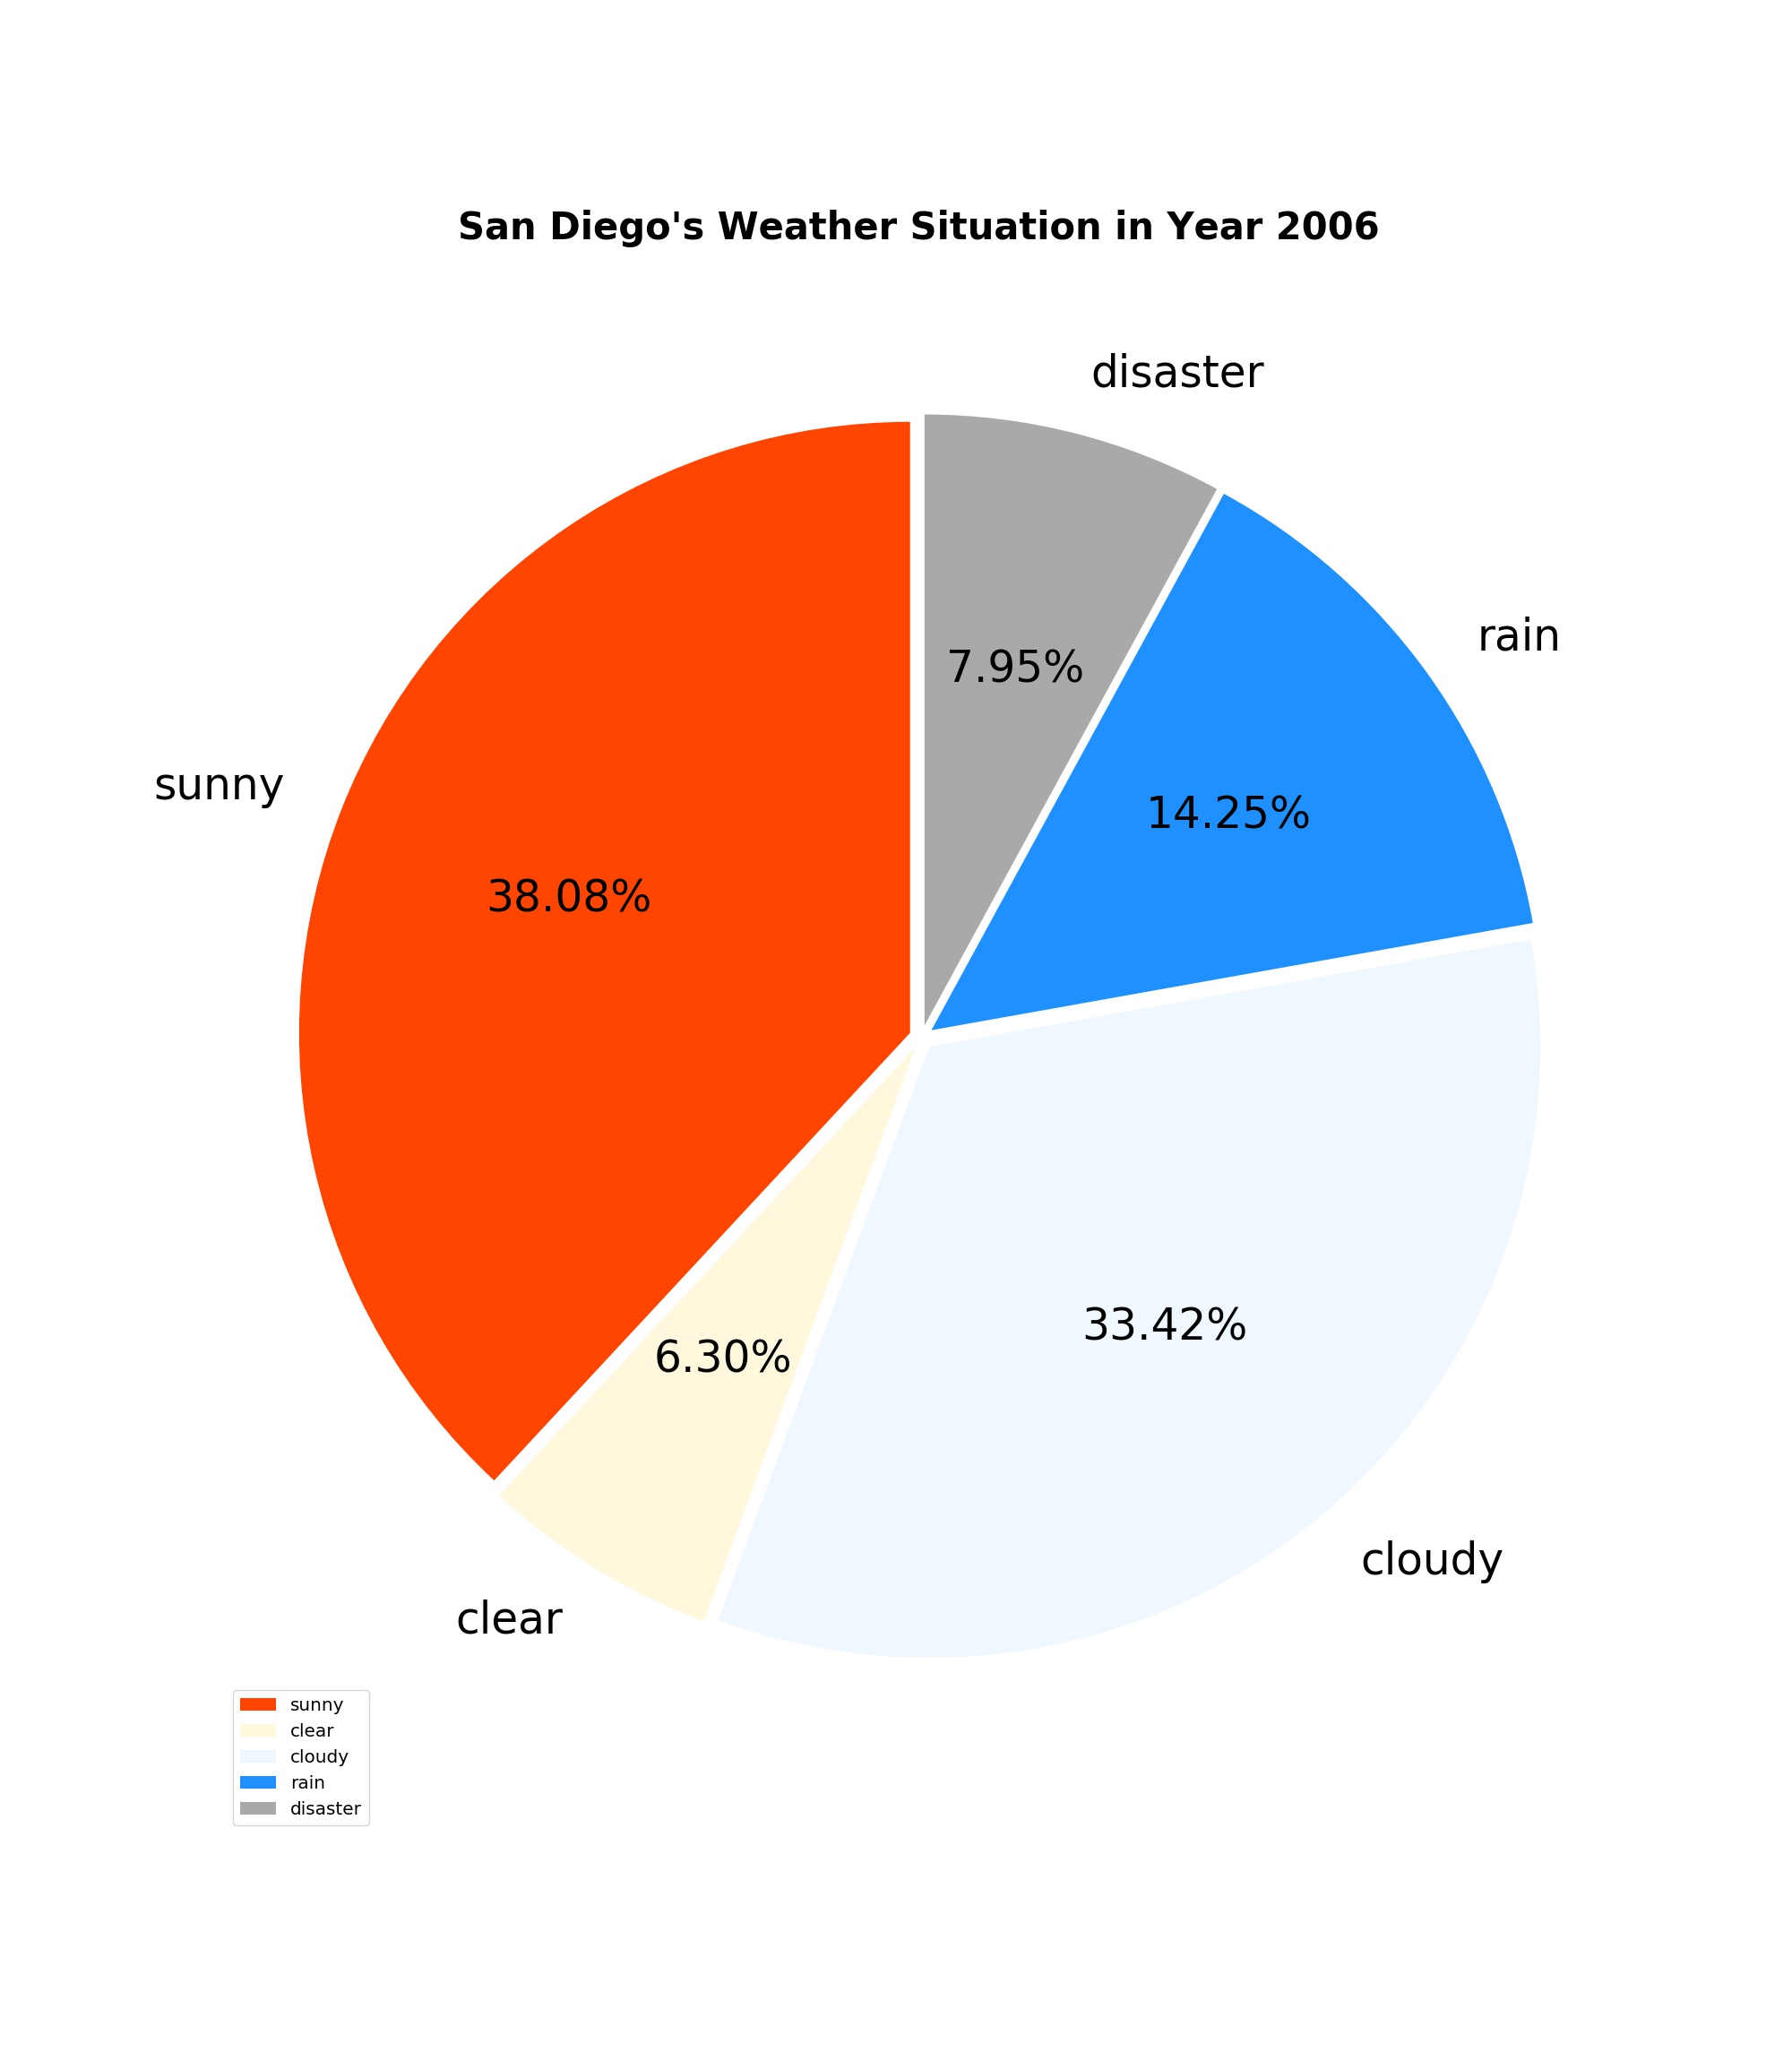 San Diego's Weather Situation in Year 2006
disaster
rain
7.95%
sunny
14.25%
38.08%
33.42%
6.30%
cloudy
clear
sunny
clear
cloudy
rain
disaster